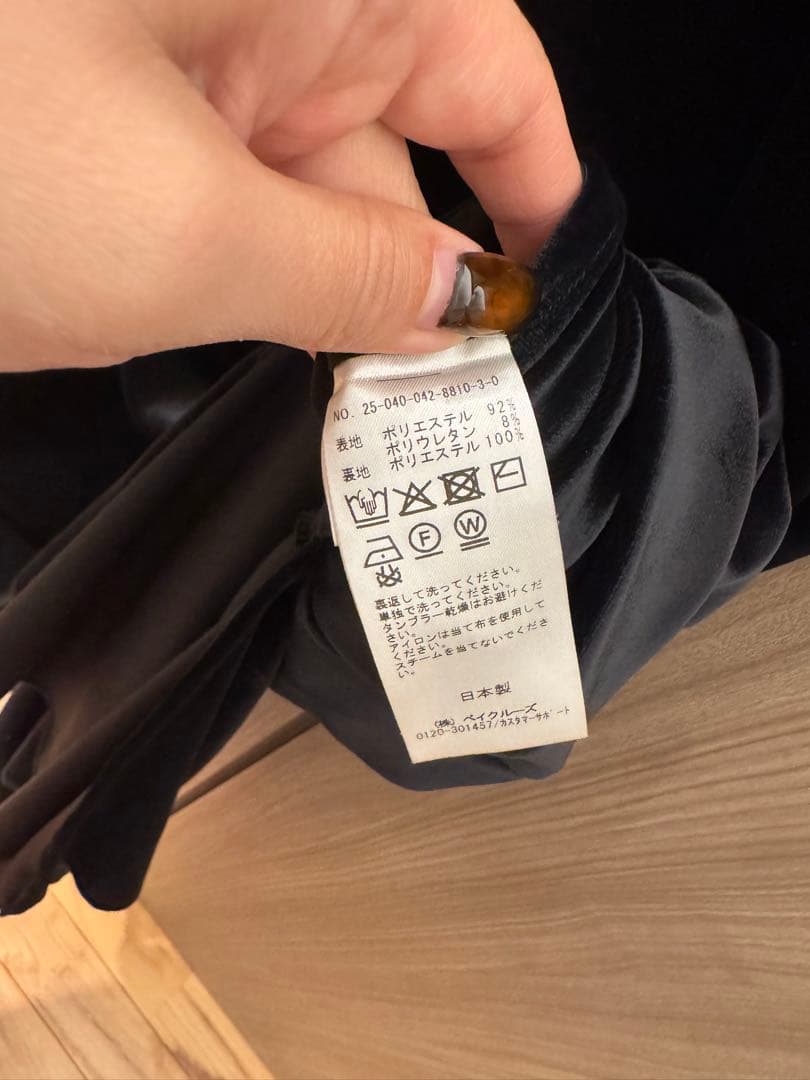 NO. 25-040-042-8810-3-0
表地 ポリエステル 92%
ポリウレタン 8%
裏地 ポリエステル 100%
F W
裏返して洗ってください。
単独で洗ってください。
タンブラー乾燥はお避けくだ
さい。
アイロンは当て布を使用して
ください。
スチームを当てないでくださ
い。
日本製
(株) ベイクルーズ
0120-301457/カスタマーサポート